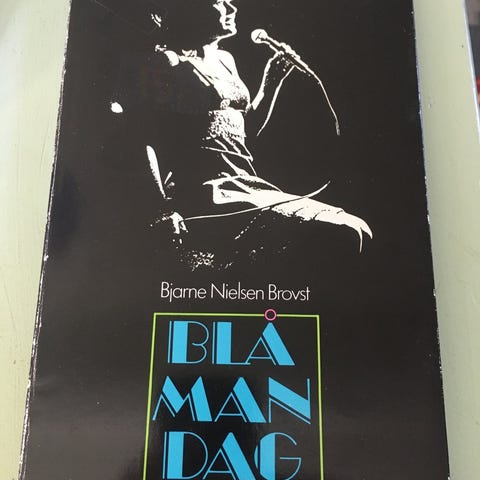 Bjarne Nielsen Brovst
BLÅ
MAN
DAG